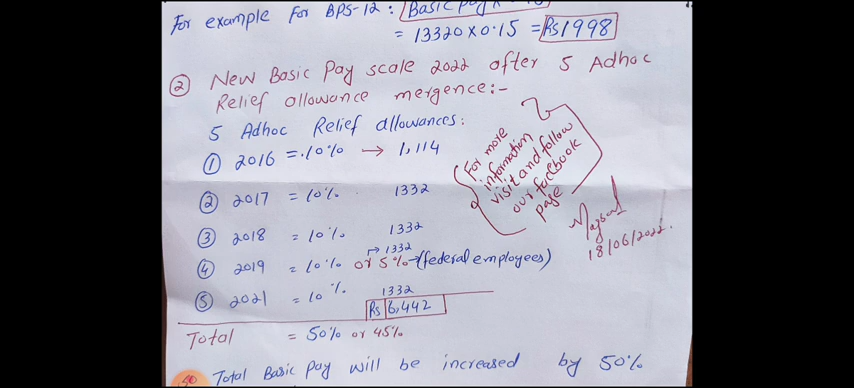 For example For BPS-12: Basic pay x
= 13320 x 0.15 = Rs 1998
② New Basic Pay scale 2022 after 5 Adhoc
Relief allowance mergence:-
5 Adhoc Relief allowances:
① 2016 = 10% → 1,114
② 2017 = 10% 1332
③ 2018 = 10% 1332
④ 2019 = 10% or 5% → (federal employees)
→ 1332
⑤ 2021 = 10% 1332
Rs 6,442
Total = 50% or 45%
Total Basic Pay will be increased by 50%
For more
information
visit and follow
our facebook
page
18/06/2022.